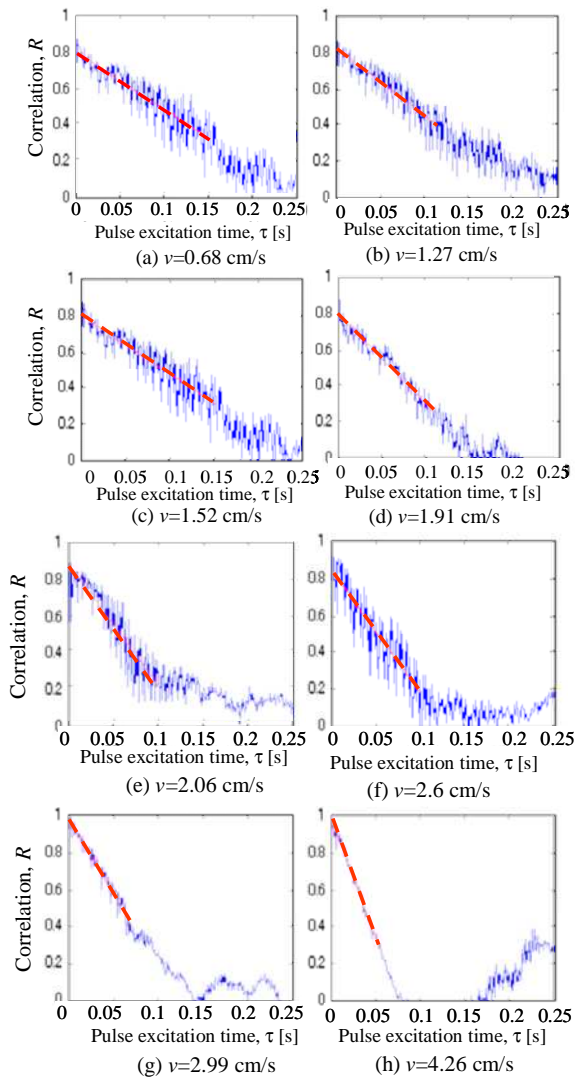 Correlation, R
1 1
0.8 0.8
0.6 0.6
0.4 0.4
0.2 0.2
0 0
0 0.05 0.1 0.15 0.2 0.25 0 0.05 0.1 0.15 0.2 0.25
Pulse excitation time, τ [s] Pulse excitation time, τ [s]
(a) v=0.68 cm/s (b) v=1.27 cm/s
Correlation, R
1 1
0.8 0.8
0.6 0.6
0.4 0.4
0.2 0.2
0 0
0 0.05 0.1 0.15 0.2 0.25 0 0.05 0.1 0.15 0.2 0.25
Pulse excitation time, τ [s] Pulse excitation time, τ [s]
(c) v=1.52 cm/s (d) v=1.91 cm/s
Correlation, R
1 1
0.8 0.8
0.6 0.6
0.4 0.4
0.2 0.2
0 0
0 0.05 0.1 0.15 0.2 0.25 0 0.05 0.1 0.15 0.2 0.25
Pulse excitation time, τ [s] Pulse excitation time, τ [s]
(e) v=2.06 cm/s (f) v=2.6 cm/s
Correlation, R
1 1
0.8 0.8
0.6 0.6
0.4 0.4
0.2 0.2
0 0
0 0.05 0.1 0.15 0.2 0.25 0 0.05 0.1 0.15 0.2 0.25
Pulse excitation time, τ [s] Pulse excitation time, τ [s]
(g) v=2.99 cm/s (h) v=4.26 cm/s